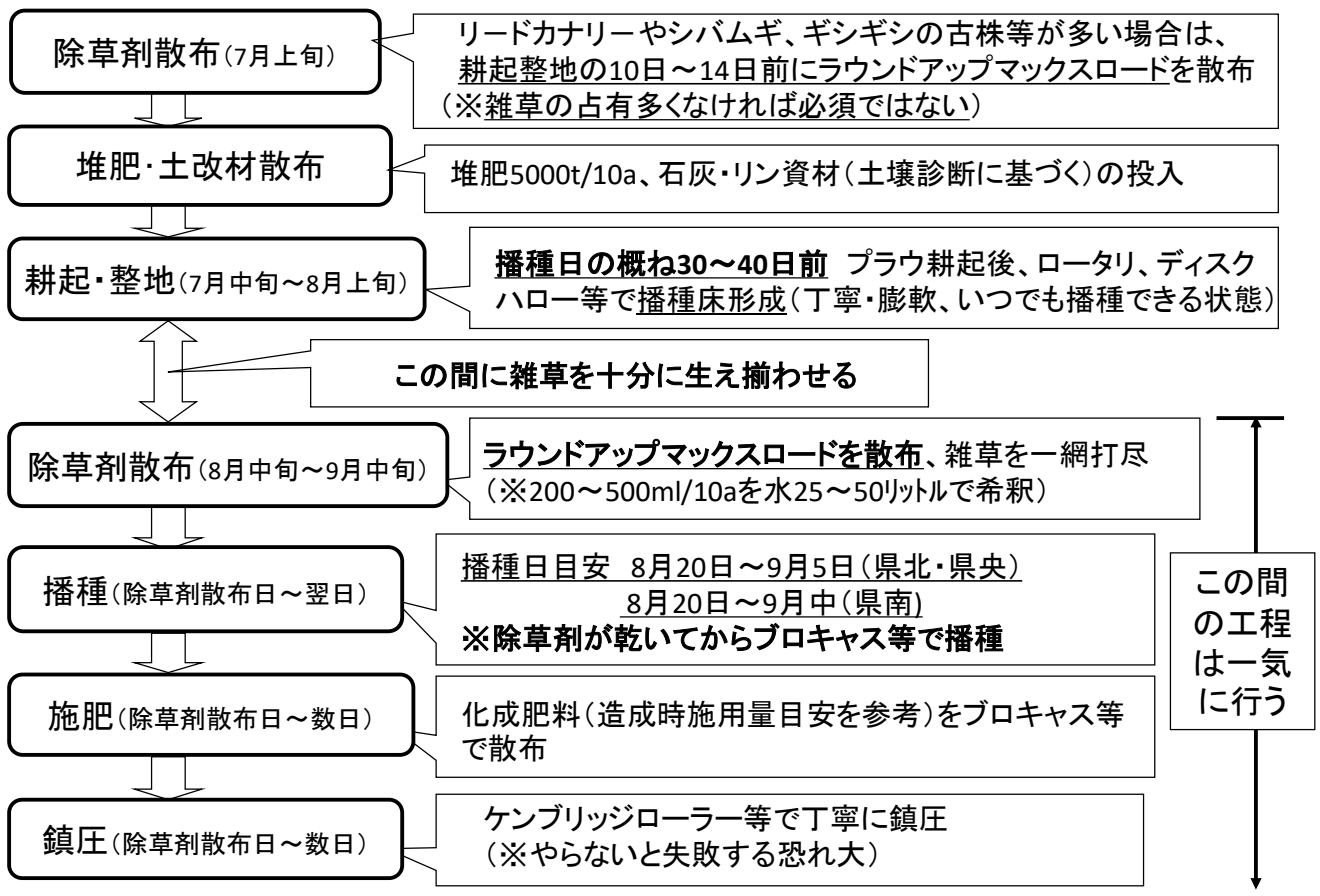 除草剤散布(7月上旬)
リードカナリーやシバムギ、ギシギシの古株等が多い場合は、
耕起整地の10日～14日前にラウンドアップマックスロードを散布
(※雑草の占有多くなければ必須ではない)
堆肥・土改材散布
堆肥5000t/10a、石灰・リン資材(土壌診断に基づく)の投入
耕起・整地(7月中旬～8月上旬)
播種日の概ね30～40日前 プラウ耕起後、ロータリ、ディスク
ハロー等で播種床形成(丁寧・膨軟、いつでも播種できる状態)
この間に雑草を十分に生え揃わせる
除草剤散布(8月中旬～9月中旬)
ラウンドアップマックスロードを散布、雑草を一網打尽
(※200～500ml/10aを水25～50リットルで希釈)
播種(除草剤散布日～翌日)
播種日目安 8月20日～9月5日(県北・県央)
8月20日～9月中(県南)
※除草剤が乾いてからブロキャス等で播種
施肥(除草剤散布日～数日)
化成肥料(造成時施用量目安を参考)をブロキャス等
で散布
鎮圧(除草剤散布日～数日)
ケンブリッジローラー等で丁寧に鎮圧
(※やらないと失敗する恐れ大)
この間
の工程
は一気
に行う